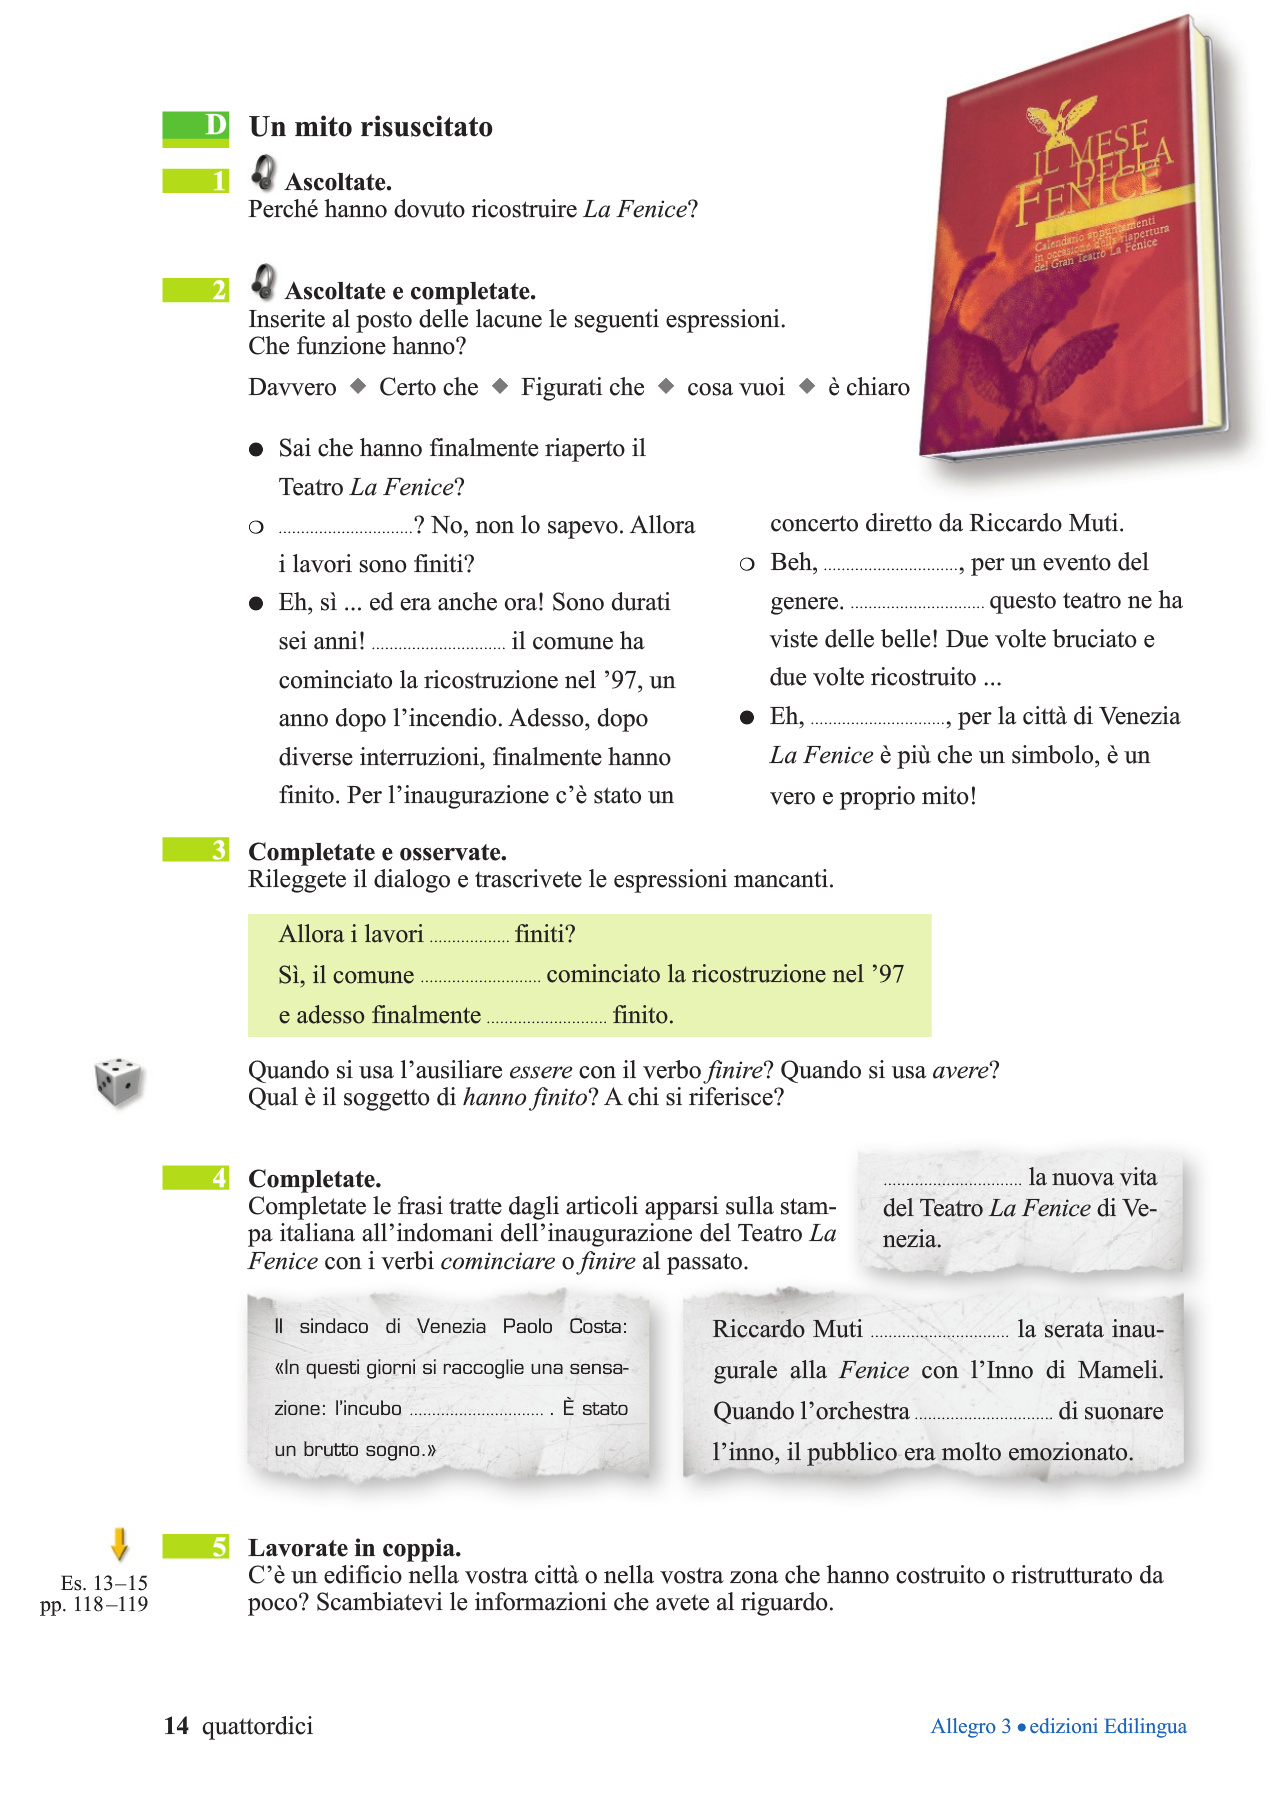 D Un mito risuscitato
1 Ascoltate.
Perché hanno dovuto ricostruire La Fenice?
IL MESE
DELLA
FENICE
Calendario appuntamenti
in occasione della riapertura
del Gran Teatro La Fenice
2 Ascoltate e completate.
Inserite al posto delle lacune le seguenti espressioni.
Che funzione hanno?
Davvero ◆ Certo che ◆ Figurati che ◆ cosa vuoi ◆ è chiaro
● Sai che hanno finalmente riaperto il
Teatro La Fenice?
❍ ..............................? No, non lo sapevo. Allora
i lavori sono finiti?
● Eh, sì ... ed era anche ora! Sono durati
sei anni! .............................. il comune ha
cominciato la ricostruzione nel ’97, un
anno dopo l’incendio. Adesso, dopo
diverse interruzioni, finalmente hanno
finito. Per l’inaugurazione c’è stato un
concerto diretto da Riccardo Muti.
❍ Beh, .............................., per un evento del
genere. .............................. questo teatro ne ha
viste delle belle! Due volte bruciato e
due volte ricostruito ...
● Eh, .............................., per la città di Venezia
La Fenice è più che un simbolo, è un
vero e proprio mito!
3 Completate e osservate.
Rileggete il dialogo e trascrivete le espressioni mancanti.
Allora i lavori .................. finiti?
Sì, il comune ........................... cominciato la ricostruzione nel ’97
e adesso finalmente ........................... finito.
Quando si usa l’ausiliare essere con il verbo finire? Quando si usa avere?
Qual è il soggetto di hanno finito? A chi si riferisce?
4 Completate.
Completate le frasi tratte dagli articoli apparsi sulla stam-
pa italiana all’indomani dell’inaugurazione del Teatro La
Fenice con i verbi cominciare o finire al passato.
............................... la nuova vita
del Teatro La Fenice di Ve-
nezia.
Il sindaco di Venezia Paolo Costa:
«In questi giorni si raccoglie una sensa-
zione: l’incubo .............................. . È stato
un brutto sogno.»
Riccardo Muti ............................... la serata inau-
gurale alla Fenice con l’Inno di Mameli.
Quando l’orchestra ............................... di suonare
l’inno, il pubblico era molto emozionato.
5 Lavorate in coppia.
C’è un edificio nella vostra città o nella vostra zona che hanno costruito o ristrutturato da
poco? Scambiatevi le informazioni che avete al riguardo.
Es. 13–15
pp. 118–119
14 quattordici
Allegro 3 ● edizioni Edilingua